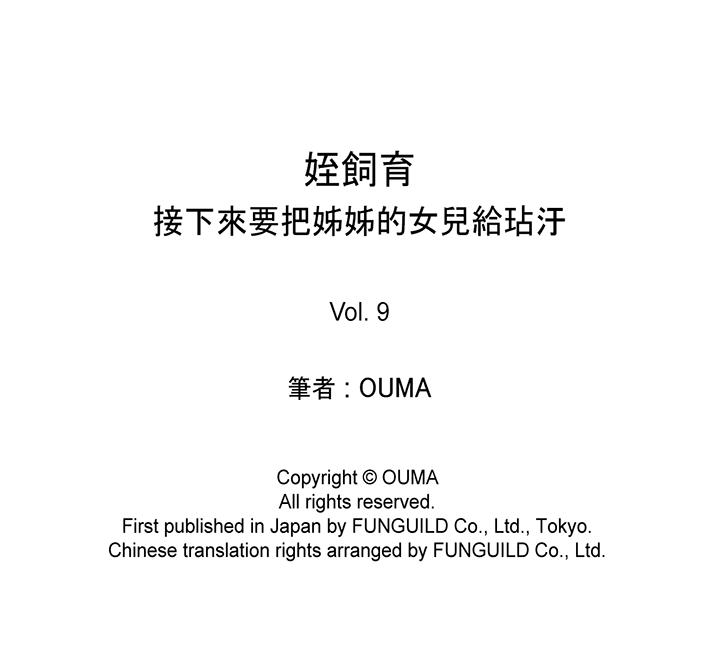 姪飼育
接下來要把姊姊的女兒給玷汙
Vol. 9
筆者 : OUMA
Copyright © OUMA
All rights reserved.
First published in Japan by FUNGUILD Co., Ltd., Tokyo.
Chinese translation rights arranged by FUNGUILD Co., Ltd.